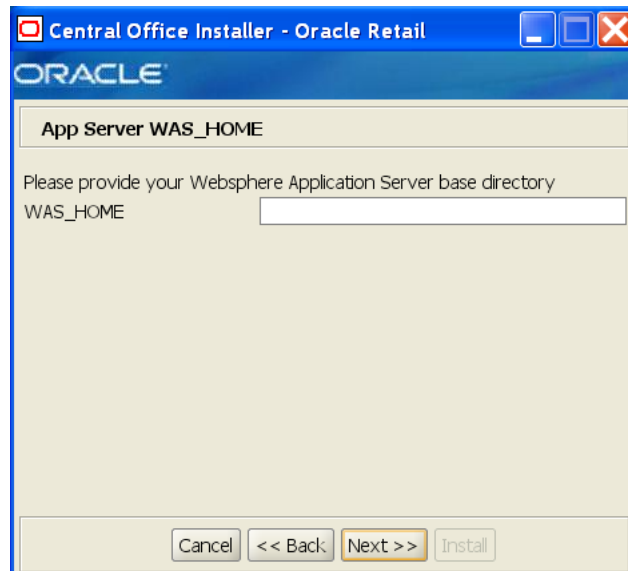 Central Office Installer - Oracle Retail
ORACLE
App Server WAS_HOME
Please provide your Websphere Application Server base directory
WAS_HOME
Cancel << Back Next >> Install